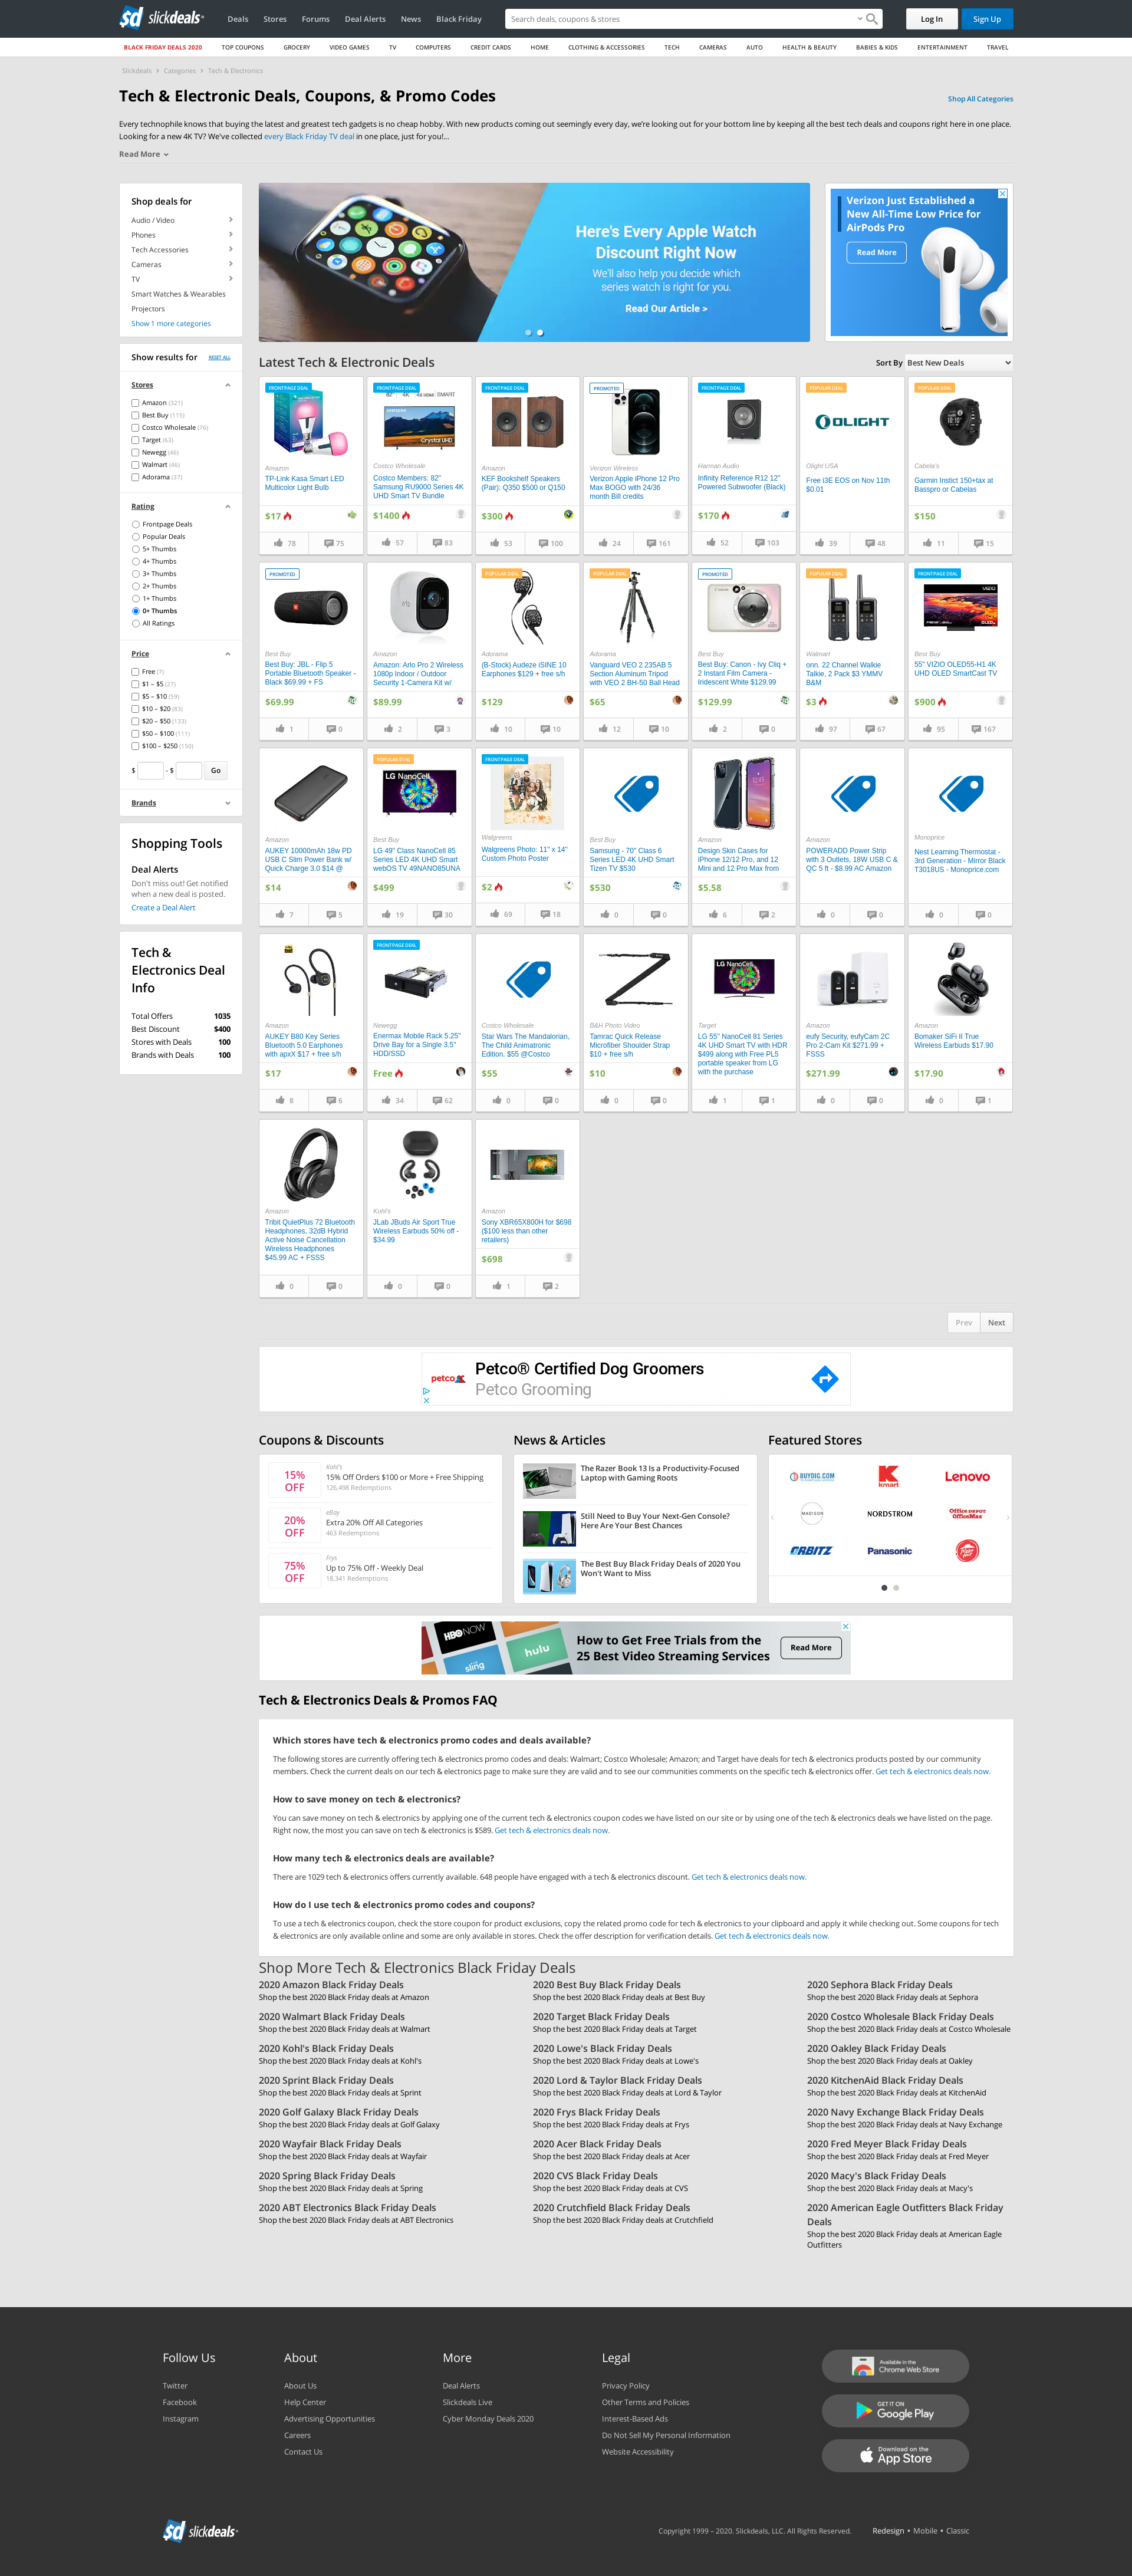 sd slickdeals
Deals Stores Forums Deal Alerts News Black Friday
Search deals, coupons & stores
Log In
Sign Up
BLACK FRIDAY DEALS 2020 TOP COUPONS GROCERY VIDEO GAMES TV COMPUTERS CREDIT CARDS HOME CLOTHING & ACCESSORIES TECH CAMERAS AUTO HEALTH & BEAUTY BABIES & KIDS ENTERTAINMENT TRAVEL
Slickdeals > Categories > Tech & Electronics
Tech & Electronic Deals, Coupons, & Promo Codes
Shop All Categories
Every technophile knows that buying the latest and greatest tech gadgets is no cheap hobby. With new products coming out seemingly every day, we're looking out for your bottom line by keeping all the best tech deals and coupons right here in one place.
Looking for a new 4K TV? We've collected every Black Friday TV deal in one place, just for you!...
Read More
Shop deals for
Audio / Video
Phones
Tech Accessories
Cameras
TV
Smart Watches & Wearables
Projectors
Show 1 more categories
Show results for RESET ALL
Stores
Amazon (321)
Best Buy (115)
Costco Wholesale (76)
Target (63)
Newegg (46)
Walmart (46)
Adorama (37)
Rating
Frontpage Deals
Popular Deals
5+ Thumbs
4+ Thumbs
3+ Thumbs
2+ Thumbs
1+ Thumbs
0+ Thumbs
All Ratings
Price
Free (7)
$1 – $5 (27)
$5 – $10 (59)
$10 – $20 (83)
$20 – $50 (133)
$50 – $100 (111)
$100 – $250 (150)
$ - $ Go
Brands
Shopping Tools
Deal Alerts
Don't miss out! Get notified
when a new deal is posted.
Create a Deal Alert
Tech &
Electronics Deal
Info
Total Offers 1035
Best Discount $400
Stores with Deals 100
Brands with Deals 100
Here's Every Apple Watch
Discount Right Now
We'll also help you decide which
series watch is right for you.
Read Our Article >
Verizon Just Established a
New All-Time Low Price for
AirPods Pro
Read More
Latest Tech & Electronic Deals
Sort By Best New Deals
FRONTPAGE DEAL
Amazon
TP-Link Kasa Smart LED
Multicolor Light Bulb
$17
78 75
FRONTPAGE DEAL
Costco Wholesale
Costco Members: 82"
Samsung RU9000 Series 4K
UHD Smart TV Bundle
$1400
57 83
FRONTPAGE DEAL
Amazon
KEF Bookshelf Speakers
(Pair): Q350 $500 or Q150
$300
53 100
PROMOTED
Verizon Wireless
Verizon Apple iPhone 12 Pro
Max BOGO with 24/36
month Bill credits
24 161
FRONTPAGE DEAL
Harman Audio
Infinity Reference R12 12"
Powered Subwoofer (Black)
$170
52 103
POPULAR DEAL
OLIGHT
Olight USA
Free i3E EOS on Nov 11th
$0.01
39 48
POPULAR DEAL
Cabela's
Garmin Instict 150+tax at
Basspro or Cabelas
$150
11 15
PROMOTED
Best Buy
Best Buy: JBL - Flip 5
Portable Bluetooth Speaker -
Black $69.99 + FS
$69.99
1 0
Amazon
Amazon: Arlo Pro 2 Wireless
1080p Indoor / Outdoor
Security 1-Camera Kit w/
$89.99
2 3
POPULAR DEAL
Adorama
(B-Stock) Audeze iSINE 10
Earphones $129 + free s/h
$129
10 10
POPULAR DEAL
Adorama
Vanguard VEO 2 235AB 5
Section Aluminum Tripod
with VEO 2 BH-50 Ball Head
$65
12 10
PROMOTED
Best Buy
Best Buy: Canon - Ivy Cliq +
2 Instant Film Camera -
Iridescent White $129.99
$129.99
2 0
POPULAR DEAL
Walmart
onn. 22 Channel Walkie
Talkie, 2 Pack $3 YMMV
B&M
$3
97 67
FRONTPAGE DEAL
Best Buy
55" VIZIO OLED55-H1 4K
UHD OLED SmartCast TV
$900
95 167
Amazon
AUKEY 10000mAh 18w PD
USB C Slim Power Bank w/
Quick Charge 3.0 $14 @
$14
7 5
POPULAR DEAL
LG NanoCell
Best Buy
LG 49" Class NanoCell 85
Series LED 4K UHD Smart
webOS TV 49NANO85UNA
$499
19 30
FRONTPAGE DEAL
Walgreens
Walgreens Photo: 11" x 14"
Custom Photo Poster
$2
69 18
Best Buy
Samsung - 70" Class 6
Series LED 4K UHD Smart
Tizen TV $530
$530
0 0
Amazon
Design Skin Cases for
iPhone 12/12 Pro, and 12
Mini and 12 Pro Max from
$5.58
6 2
Amazon
POWERADD Power Strip
with 3 Outlets, 18W USB C &
QC 5 ft - $8.99 AC Amazon
0 0
Monoprice
Nest Learning Thermostat -
3rd Generation - Mirror Black
T3018US - Monoprice.com
0 0
Amazon
AUKEY B80 Key Series
Bluetooth 5.0 Earphones
with apxX $17 + free s/h
$17
8 6
FRONTPAGE DEAL
Newegg
Enermax Mobile Rack 5.25"
Drive Bay for a Single 3.5"
HDD/SSD
Free
34 62
Costco Wholesale
Star Wars The Mandalorian,
The Child Animatronic
Edition. $55 @Costco
$55
0 0
B&H Photo Video
Tamrac Quick Release
Microfiber Shoulder Strap
$10 + free s/h
$10
0 0
LG NanoCell
Target
LG 55" NanoCell 81 Series
4K UHD Smart TV with HDR
$499 along with Free PL5
portable speaker from LG
with the purchase
1 1
Amazon
eufy Security, eufyCam 2C
Pro 2-Cam Kit $271.99 +
FSSS
$271.99
0 0
Amazon
Bomaker SiFi II True
Wireless Earbuds $17.90
$17.90
0 1
Amazon
Tribit QuietPlus 72 Bluetooth
Headphones, 32dB Hybrid
Active Noise Cancellation
Wireless Headphones
$45.99 AC + FSSS
0 0
Kohl's
JLab JBuds Air Sport True
Wireless Earbuds 50% off -
$34.99
0 0
Amazon
Sony XBR65X800H for $698
($100 less than other
retailers)
$698
1 2
Prev Next
petco
Petco® Certified Dog Groomers
Petco Grooming
Coupons & Discounts
15%
OFF
Kohl's
15% Off Orders $100 or More + Free Shipping
126,498 Redemptions
20%
OFF
eBay
Extra 20% Off All Categories
463 Redemptions
75%
OFF
Frys
Up to 75% Off - Weekly Deal
18,341 Redemptions
News & Articles
The Razer Book 13 Is a Productivity-Focused
Laptop with Gaming Roots
Still Need to Buy Your Next-Gen Console?
Here Are Your Best Chances
The Best Buy Black Friday Deals of 2020 You
Won't Want to Miss
Featured Stores
BUYDIG.COM
kmart
Lenovo
MADISON
NORDSTROM
Office DEPOT
OfficeMax
ORBITZ
Panasonic
HBO NOW
hulu
sling
How to Get Free Trials from the
25 Best Video Streaming Services
Read More
Tech & Electronics Deals & Promos FAQ
Which stores have tech & electronics promo codes and deals available?
The following stores are currently offering tech & electronics promo codes and deals: Walmart; Costco Wholesale; Amazon; and Target have deals for tech & electronics products posted by our community
members. Check the current deals on our tech & electronics page to make sure they are valid and to see our communities comments on the specific tech & electronics offer. Get tech & electronics deals now.
How to save money on tech & electronics?
You can save money on tech & electronics by applying one of the current tech & electronics coupon codes we have listed on our site or by using one of the tech & electronics deals we have listed on the page.
Right now, the most you can save on tech & electronics is $589. Get tech & electronics deals now.
How many tech & electronics deals are available?
There are 1029 tech & electronics offers currently available. 648 people have engaged with a tech & electronics discount. Get tech & electronics deals now.
How do I use tech & electronics promo codes and coupons?
To use a tech & electronics coupon, check the store coupon for product exclusions, copy the related promo code for tech & electronics to your clipboard and apply it while checking out. Some coupons for tech
& electronics are only available online and some are only available in stores. Check the offer description for verification details. Get tech & electronics deals now.
Shop More Tech & Electronics Black Friday Deals
2020 Amazon Black Friday Deals
Shop the best 2020 Black Friday deals at Amazon
2020 Best Buy Black Friday Deals
Shop the best 2020 Black Friday deals at Best Buy
2020 Sephora Black Friday Deals
Shop the best 2020 Black Friday deals at Sephora
2020 Walmart Black Friday Deals
Shop the best 2020 Black Friday deals at Walmart
2020 Target Black Friday Deals
Shop the best 2020 Black Friday deals at Target
2020 Costco Wholesale Black Friday Deals
Shop the best 2020 Black Friday deals at Costco Wholesale
2020 Kohl's Black Friday Deals
Shop the best 2020 Black Friday deals at Kohl's
2020 Lowe's Black Friday Deals
Shop the best 2020 Black Friday deals at Lowe's
2020 Oakley Black Friday Deals
Shop the best 2020 Black Friday deals at Oakley
2020 Sprint Black Friday Deals
Shop the best 2020 Black Friday deals at Sprint
2020 Lord & Taylor Black Friday Deals
Shop the best 2020 Black Friday deals at Lord & Taylor
2020 KitchenAid Black Friday Deals
Shop the best 2020 Black Friday deals at KitchenAid
2020 Golf Galaxy Black Friday Deals
Shop the best 2020 Black Friday deals at Golf Galaxy
2020 Frys Black Friday Deals
Shop the best 2020 Black Friday deals at Frys
2020 Navy Exchange Black Friday Deals
Shop the best 2020 Black Friday deals at Navy Exchange
2020 Wayfair Black Friday Deals
Shop the best 2020 Black Friday deals at Wayfair
2020 Acer Black Friday Deals
Shop the best 2020 Black Friday deals at Acer
2020 Fred Meyer Black Friday Deals
Shop the best 2020 Black Friday deals at Fred Meyer
2020 Spring Black Friday Deals
Shop the best 2020 Black Friday deals at Spring
2020 CVS Black Friday Deals
Shop the best 2020 Black Friday deals at CVS
2020 Macy's Black Friday Deals
Shop the best 2020 Black Friday deals at Macy's
2020 ABT Electronics Black Friday Deals
Shop the best 2020 Black Friday deals at ABT Electronics
2020 Crutchfield Black Friday Deals
Shop the best 2020 Black Friday deals at Crutchfield
2020 American Eagle Outfitters Black Friday
Deals
Shop the best 2020 Black Friday deals at American Eagle
Outfitters
Follow Us
Twitter
Facebook
Instagram
About
About Us
Help Center
Advertising Opportunities
Careers
Contact Us
More
Deal Alerts
Slickdeals Live
Cyber Monday Deals 2020
Legal
Privacy Policy
Other Terms and Policies
Interest-Based Ads
Do Not Sell My Personal Information
Website Accessibility
Available in the
Chrome Web Store
GET IT ON
Google Play
Download on the
App Store
sd slickdeals
Copyright 1999 – 2020. Slickdeals, LLC. All Rights Reserved. Redesign • Mobile • Classic